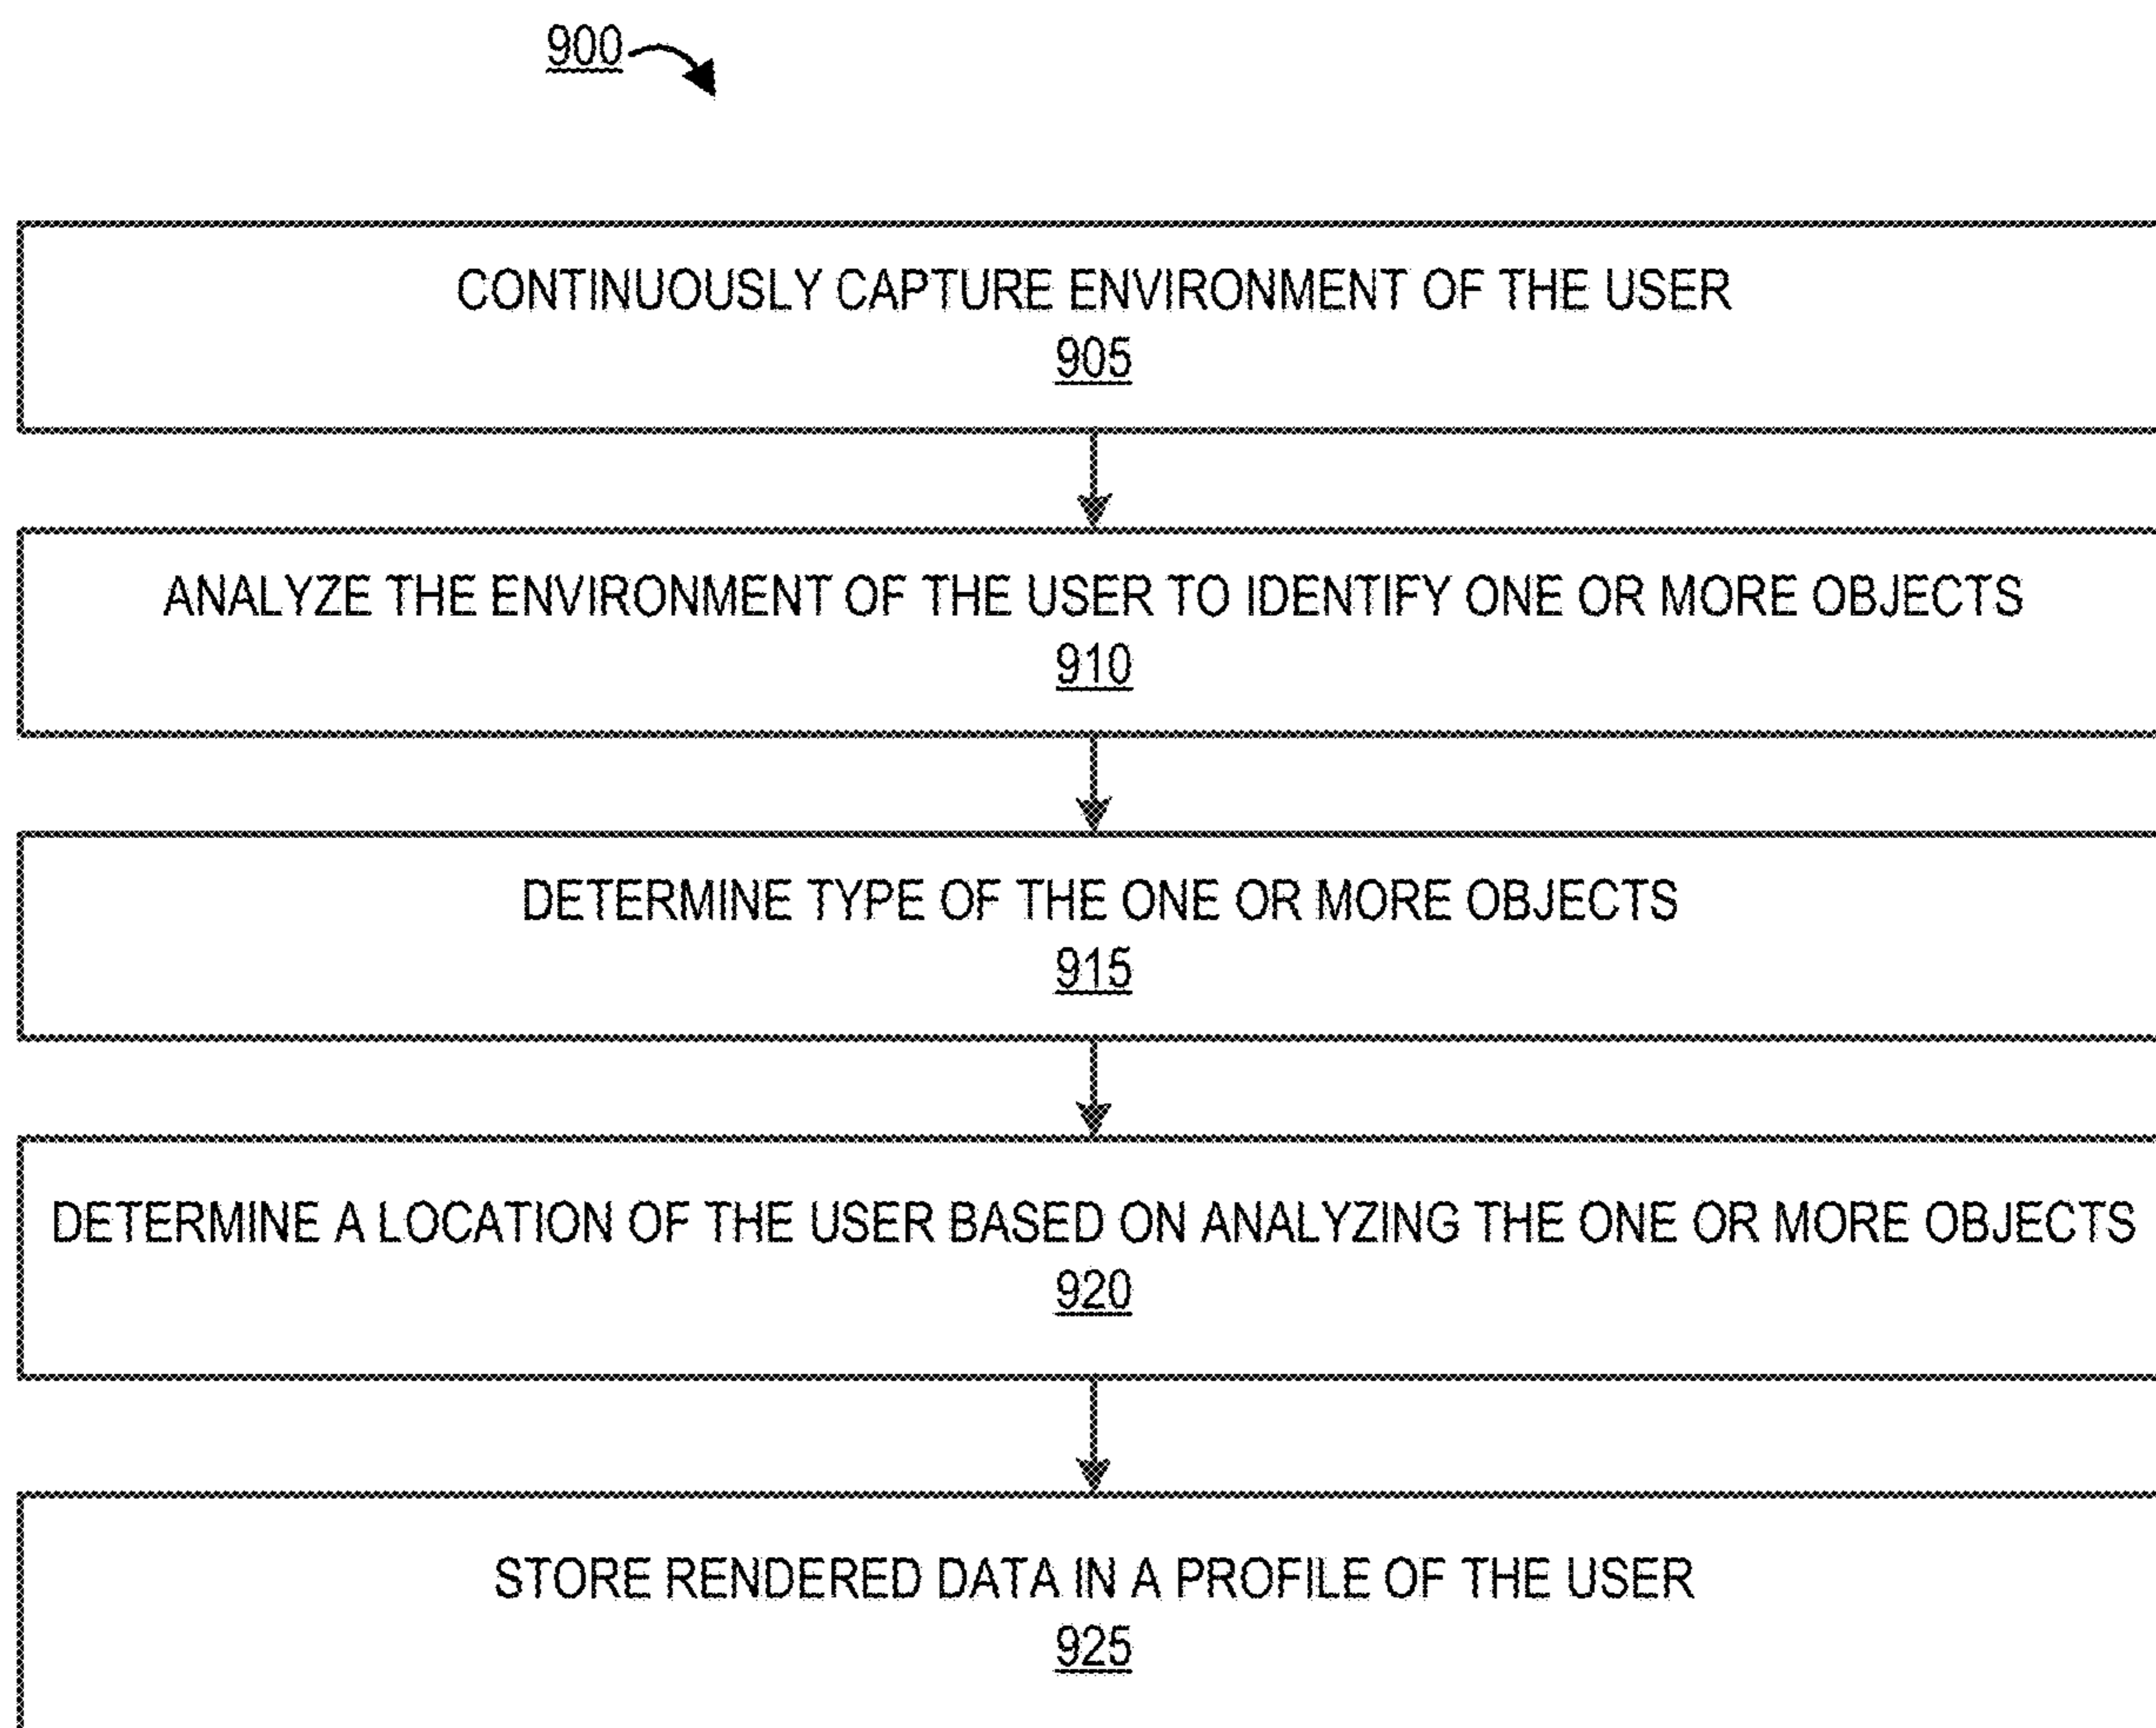 900
CONTINUOUSLY CAPTURE ENVIRONMENT OF THE USER
905
ANALYZE THE ENVIRONMENT OF THE USER TO IDENTIFY ONE OR MORE OBJECTS
910
DETERMINE TYPE OF THE ONE OR MORE OBJECTS
915
DETERMINE A LOCATION OF THE USER BASED ON ANALYZING THE ONE OR MORE OBJECTS
920
STORE RENDERED DATA IN A PROFILE OF THE USER
925